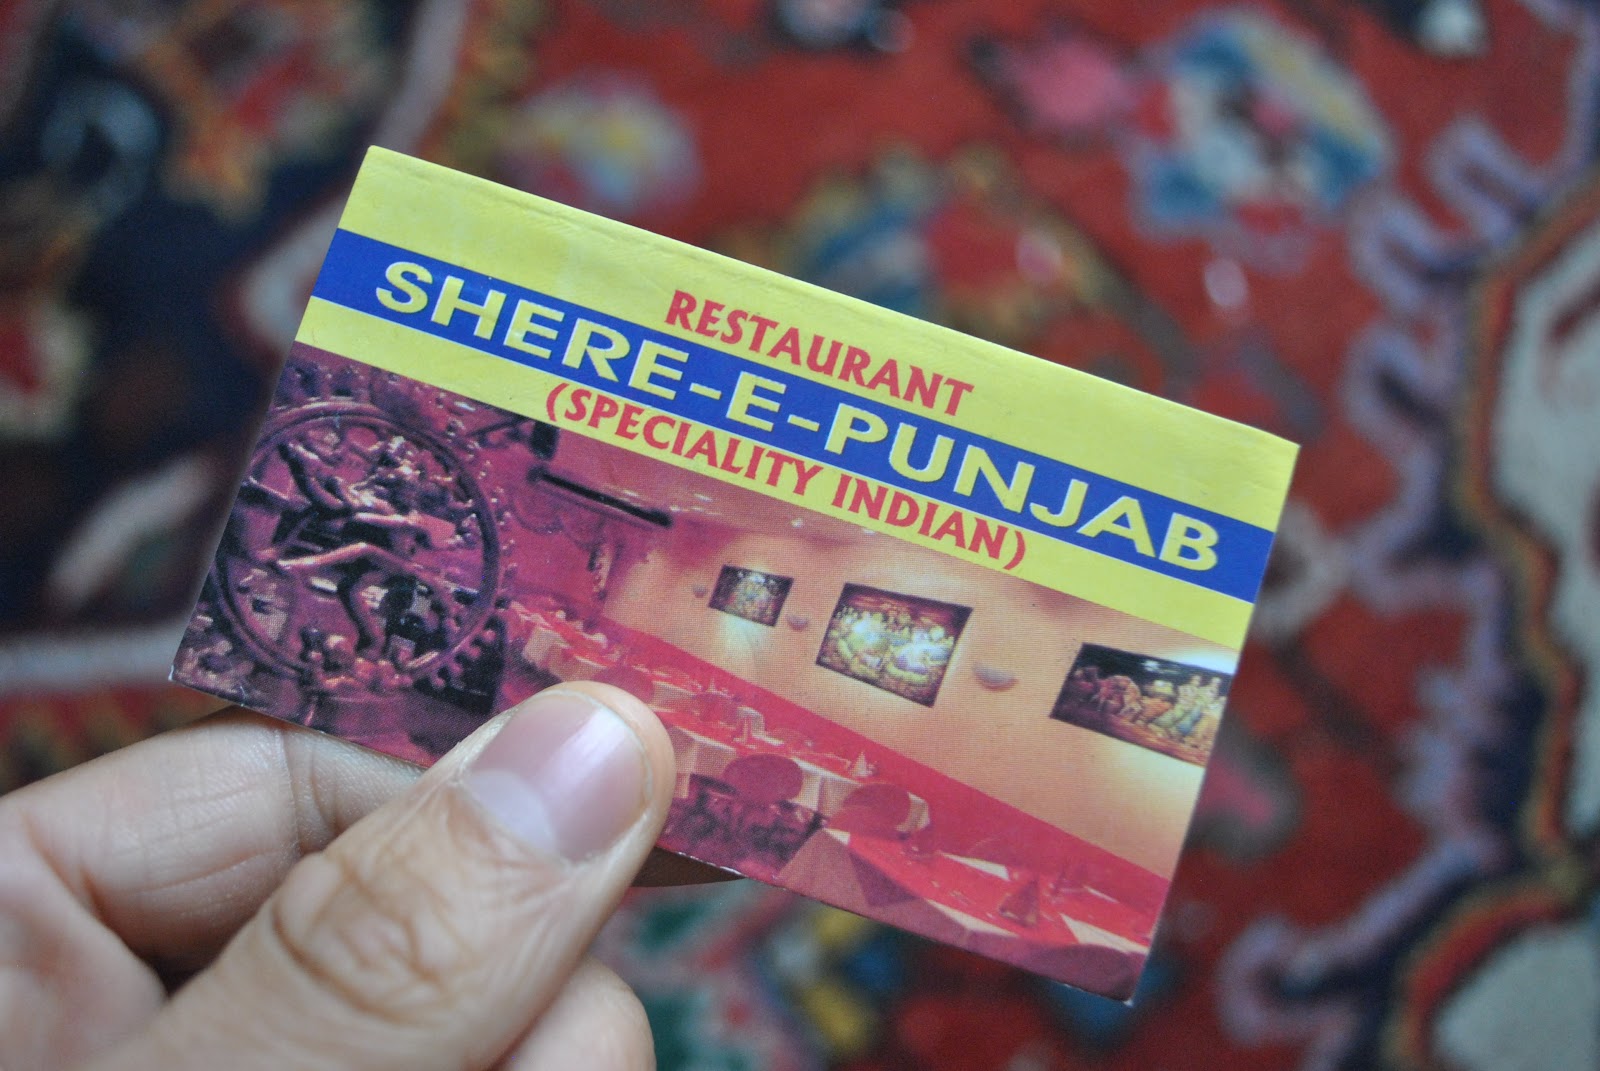 RESTAURANT
SHERE-E-PUNJAB
(SPECIALITY INDIAN)